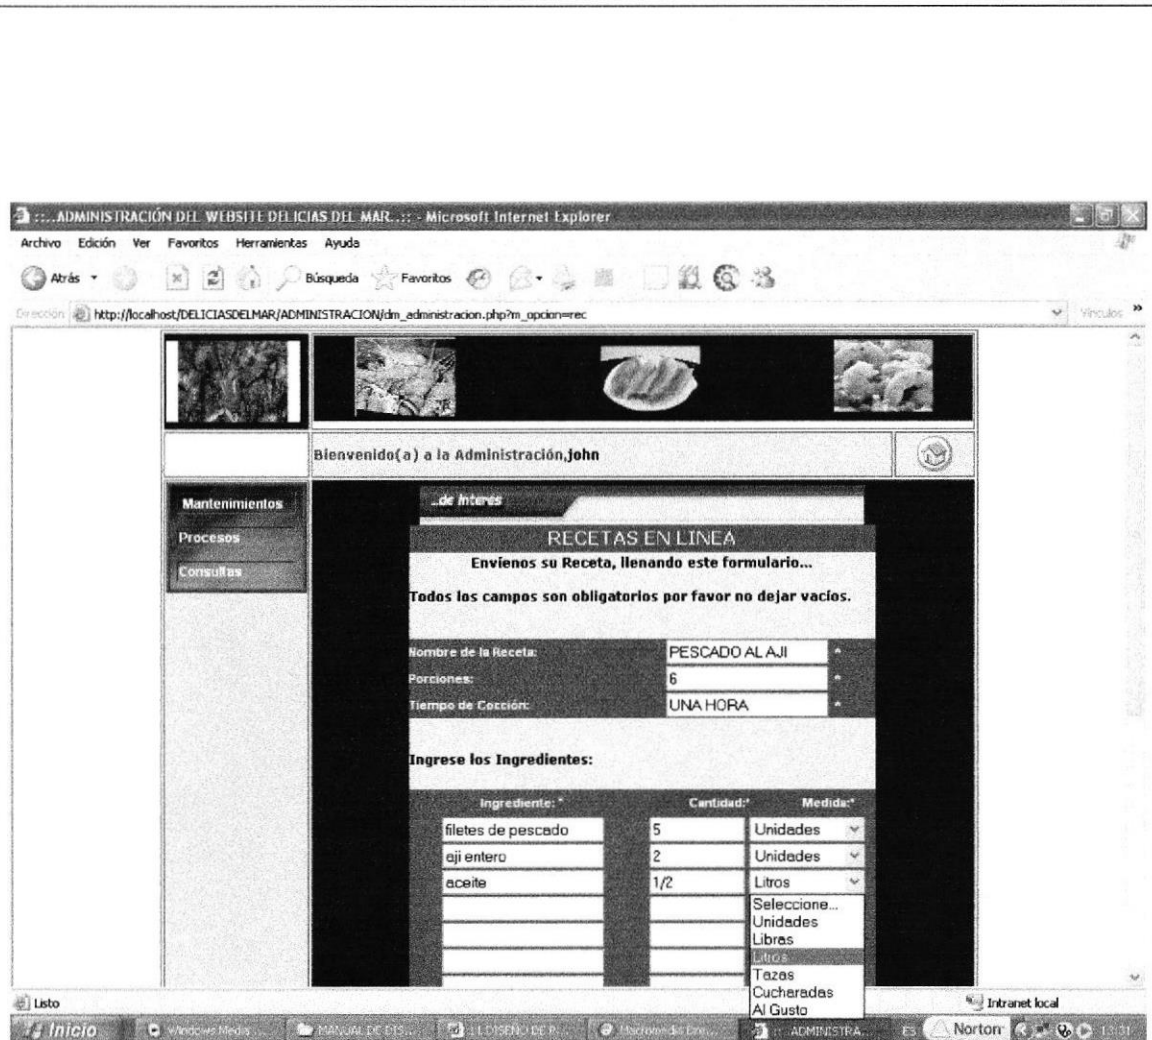 ::..ADMINISTRACIÓN DEL WEBSITE DELICIAS DEL MAR..:: - Microsoft Internet Explorer
Archivo Edición Ver Favoritos Herramientas Ayuda
Atrás Búsqueda Favoritos
Dirección http://localhost/DELICIASDELMAR/ADMINISTRACION/dm_administracion.php?m_opcion=rec Vínculos »
Bienvenido(a) a la Administración,john
Mantenimientos
Procesos
Consultas
...de Interés
RECETAS EN LINEA
Envíenos su Receta, llenando este formulario...
Todos los campos son obligatorios por favor no dejar vacíos.
Nombre de la Receta: PESCADO AL AJI *
Porciones: 6 *
Tiempo de Cocción: UNA HORA *
Ingrese los Ingredientes:
Ingrediente: * Cantidad:* Medida:*
filetes de pescado 5 Unidades
aji entero 2 Unidades
aceite 1/2 Litros
Seleccione...
Unidades
Libras
Litros
Tazas
Cucharadas
Al Gusto
Listo Intranet local
Inicio Windows Media ... MANUAL DE DIS... Macromedia Dre... ADMINISTRA... ES Norton 13:31